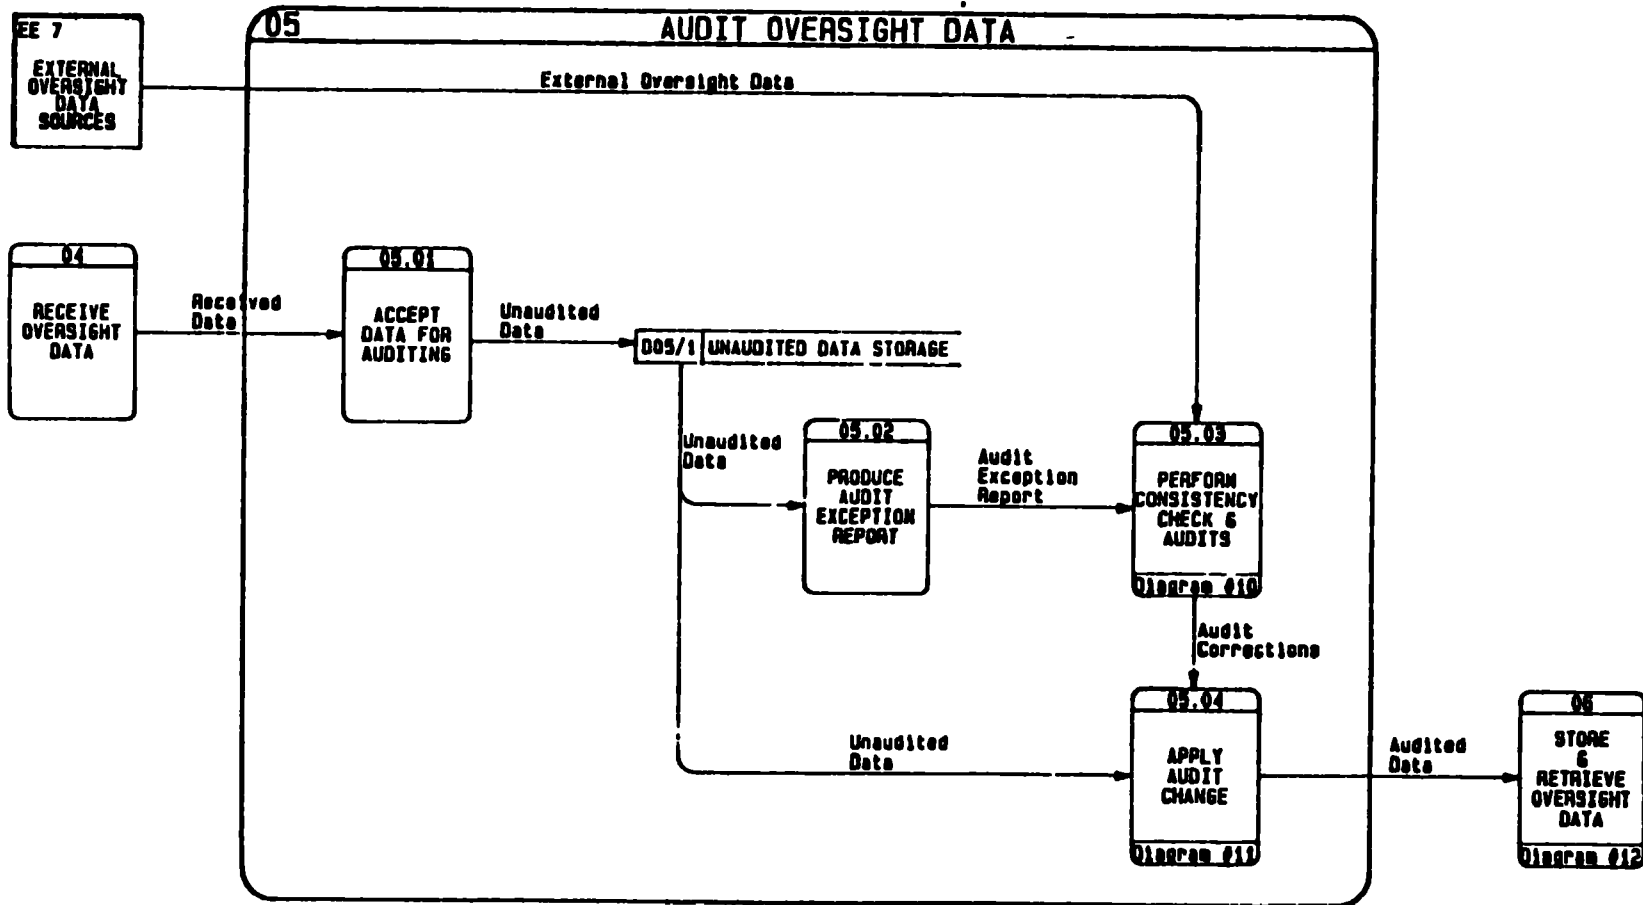 EE 7
EXTERNAL
OVERSIGHT
DATA
SOURCES
05
AUDIT OVERSIGHT DATA
External Oversight Data
04
RECEIVE
OVERSIGHT
DATA
Received
Data
05.01
ACCEPT
DATA FOR
AUDITING
Unaudited
Data
D05/1 UNAUDITED DATA STORAGE
Unaudited
Data
05.02
PRODUCE
AUDIT
EXCEPTION
REPORT
Audit
Exception
Report
05.03
PERFORM
CONSISTENCY
CHECK &
AUDITS
Diagram #10
Audit
Corrections
Unaudited
Data
05.04
APPLY
AUDIT
CHANGE
Diagram #11
Audited
Data
06
STORE
&
RETRIEVE
OVERSIGHT
DATA
Diagram #12